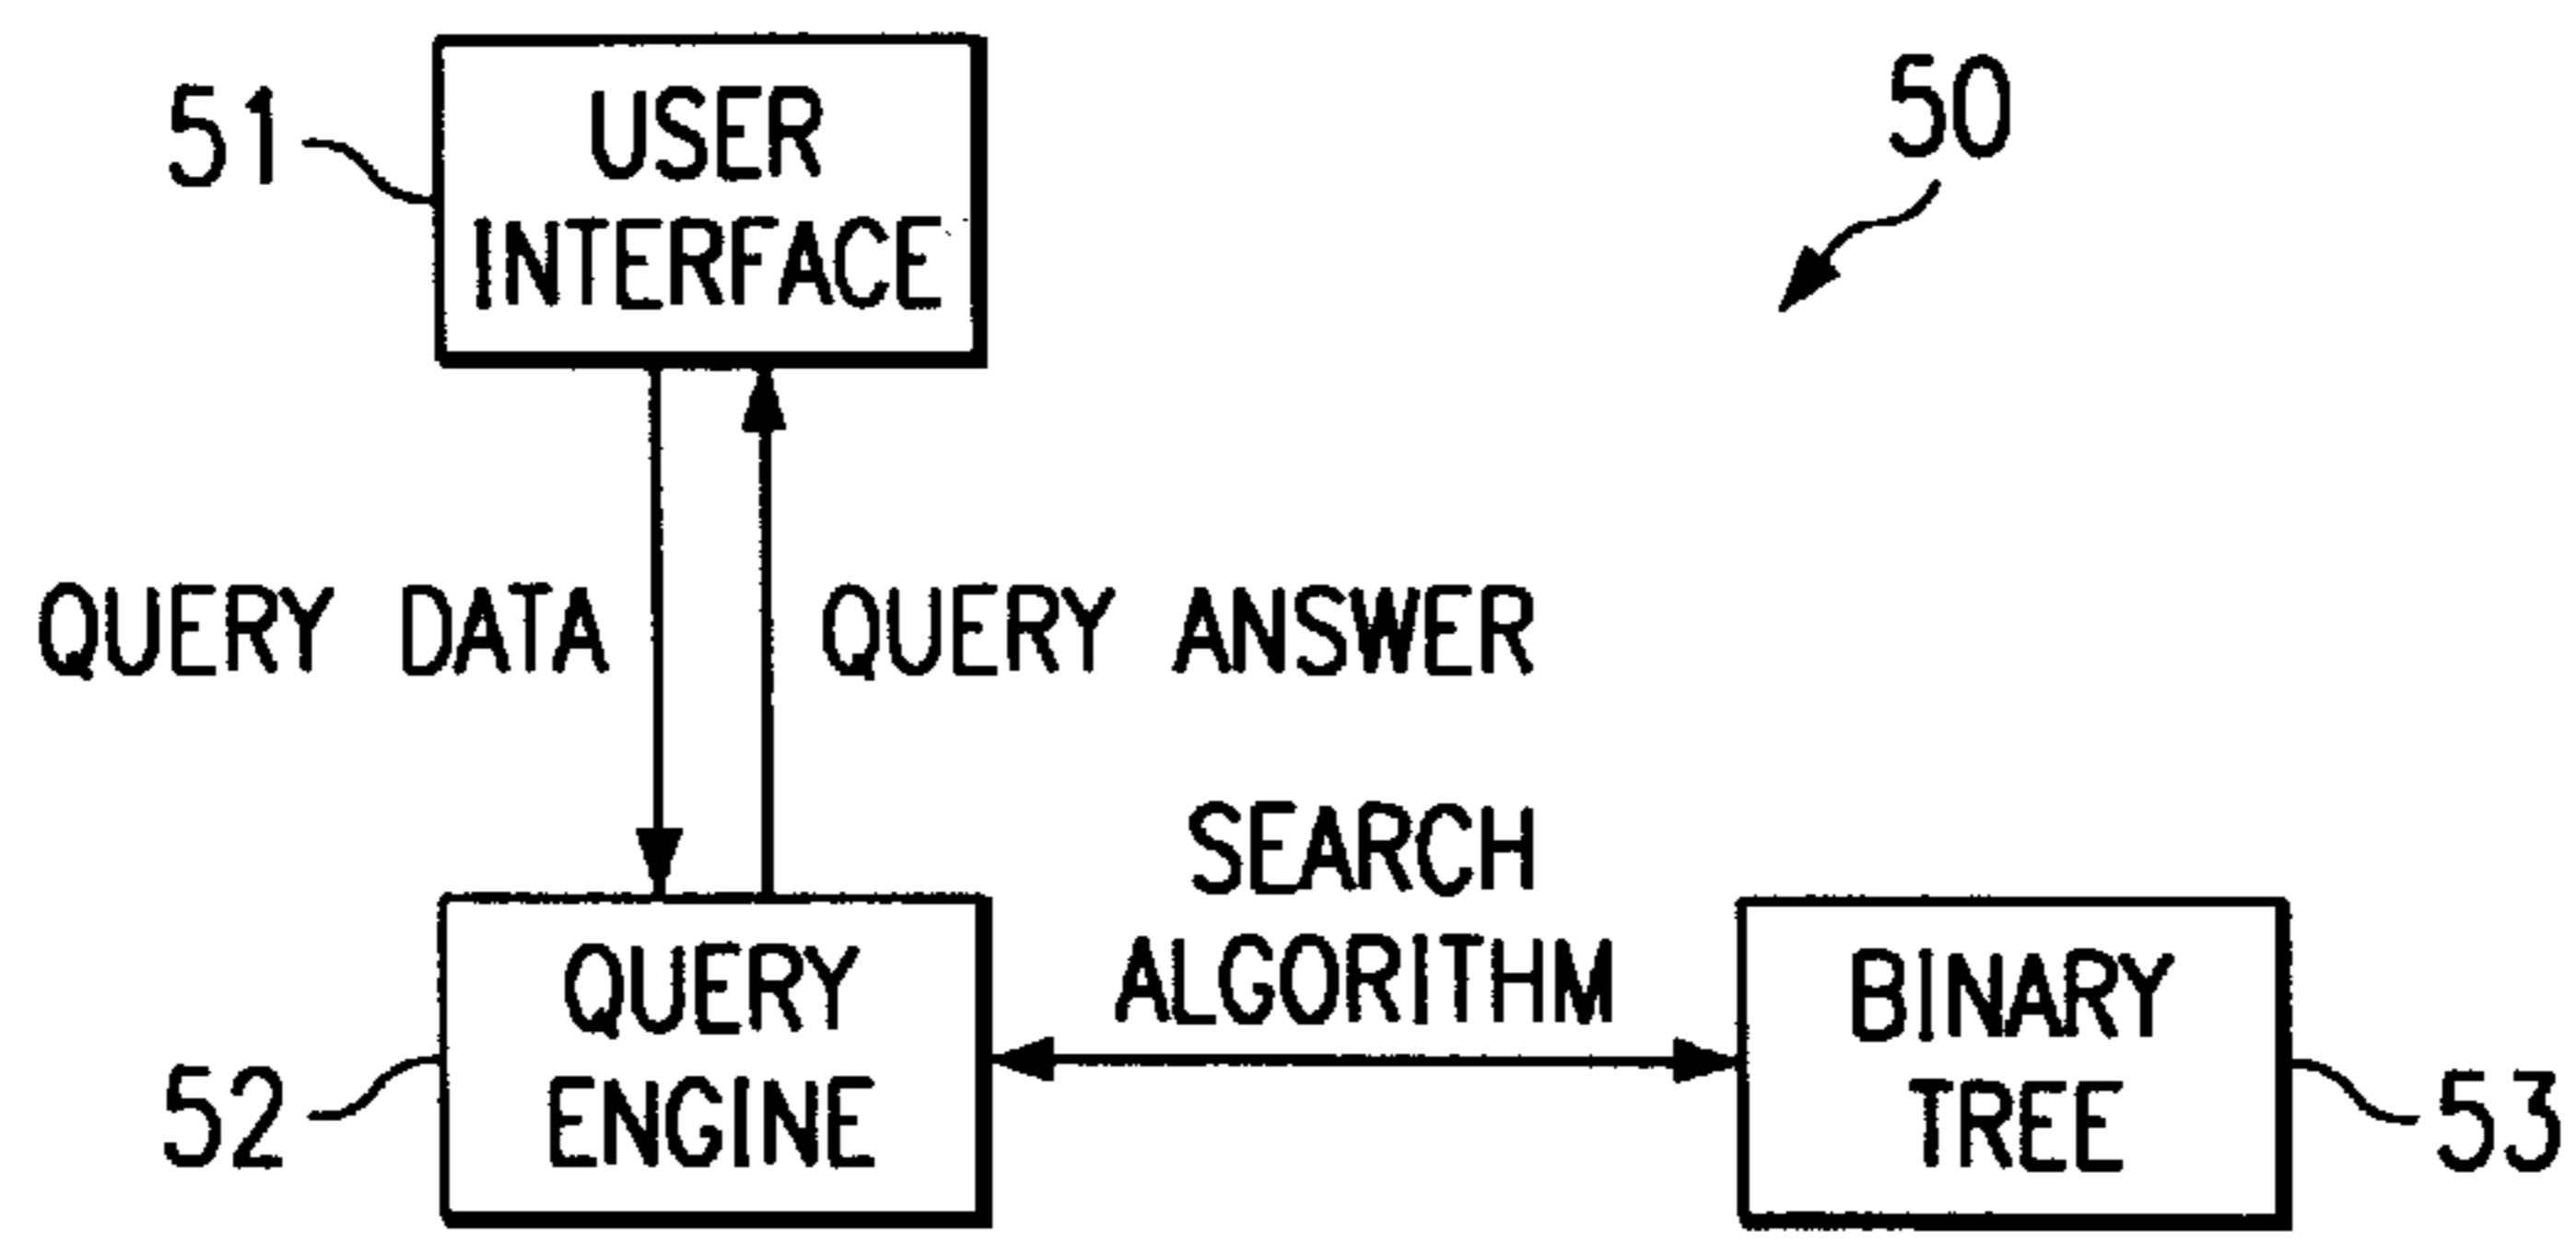 51
USER
INTERFACE
50
QUERY DATA
QUERY ANSWER
SEARCH
ALGORITHM
52
QUERY
ENGINE
BINARY
TREE
53